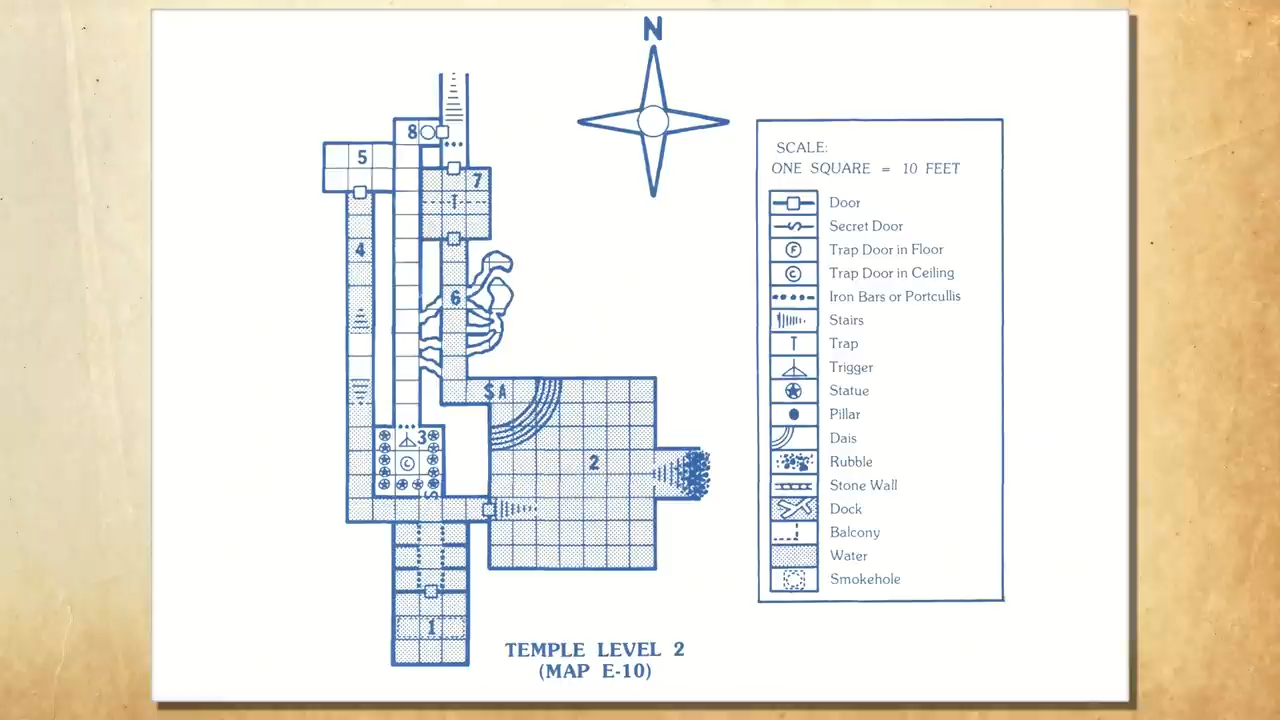 N
8
5
7
T
4
6
S A
3
C
2
S
1
TEMPLE LEVEL 2
(MAP E-10)
SCALE:
ONE SQUARE = 10 FEET
Door
S Secret Door
F Trap Door in Floor
C Trap Door in Ceiling
Iron Bars or Portcullis
Stairs
T Trap
Trigger
Statue
Pillar
Dais
Rubble
Stone Wall
Dock
Balcony
Water
Smokehole